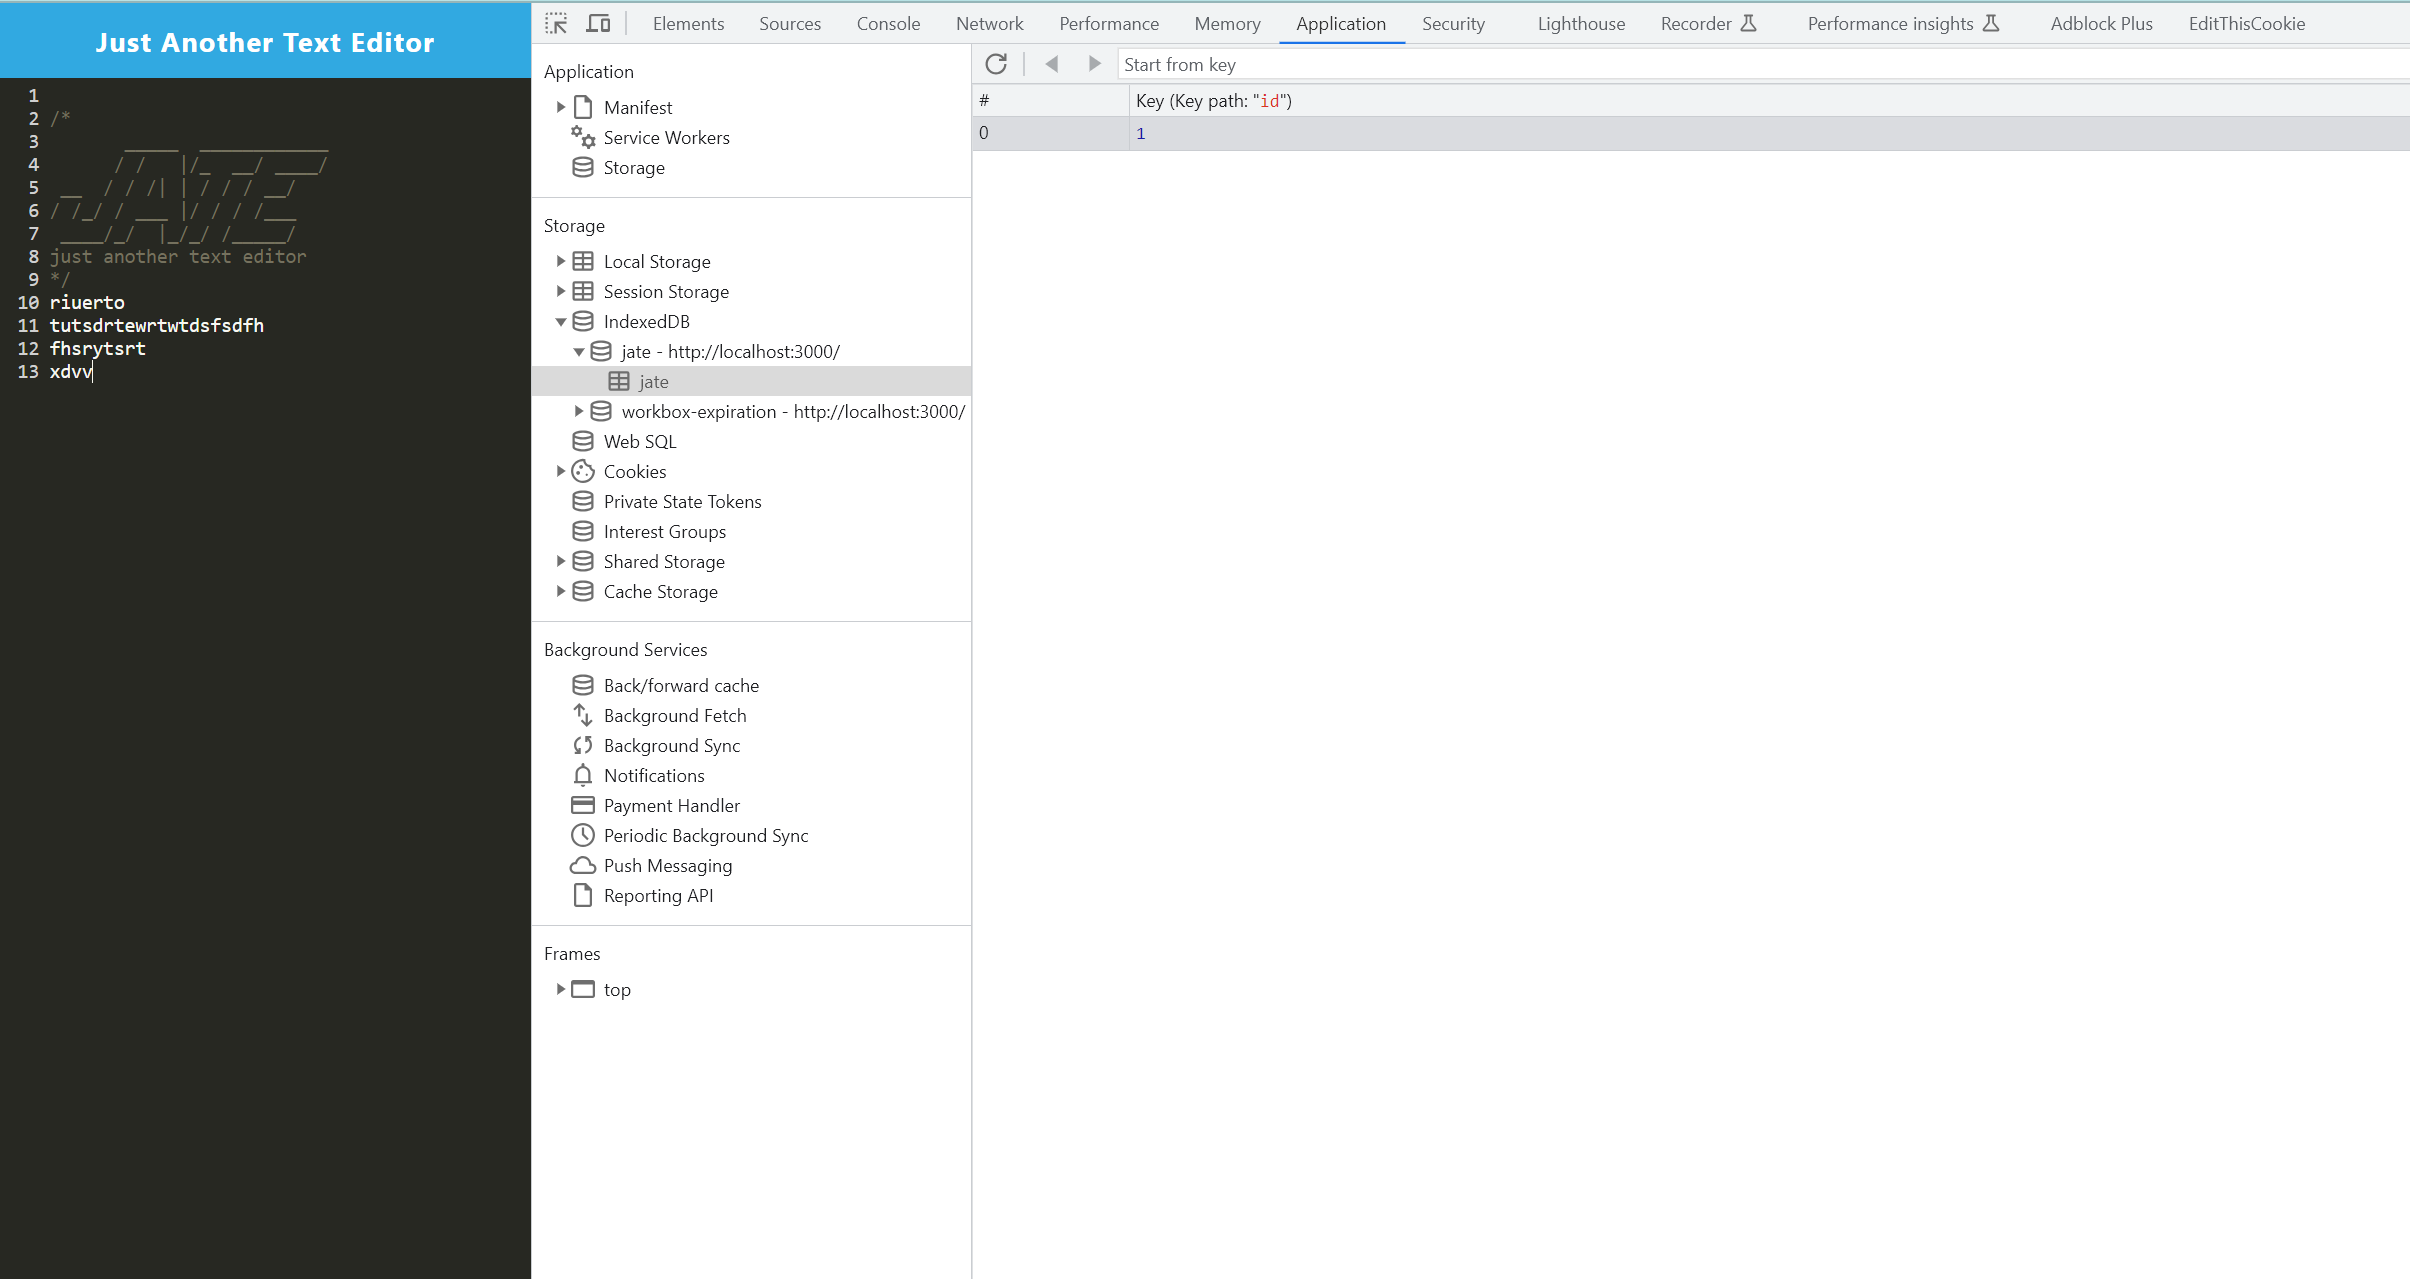 Just Another Text Editor
1
2 /*
3       _____  ____________
4      / /   |/_  __/ ____/
5 __  / / /| | / / / __/
6 / /_/ / ___ |/ / / /___
7 ____/_/  |_/_/ /_____/
8 just another text editor
9 */
10 riuerto
11 tutsdrtewrtwtdsfsdfh
12 fhsrytsrt
13 xdvv
Elements Sources Console Network Performance Memory Application Security Lighthouse Recorder Performance insights Adblock Plus EditThisCookie
Application
Manifest
Service Workers
Storage
Storage
Local Storage
Session Storage
IndexedDB
jate - http://localhost:3000/
jate
workbox-expiration - http://localhost:3000/
Web SQL
Cookies
Private State Tokens
Interest Groups
Shared Storage
Cache Storage
Background Services
Back/forward cache
Background Fetch
Background Sync
Notifications
Payment Handler
Periodic Background Sync
Push Messaging
Reporting API
Frames
top
Start from key
# Key (Key path: "id")
0 1